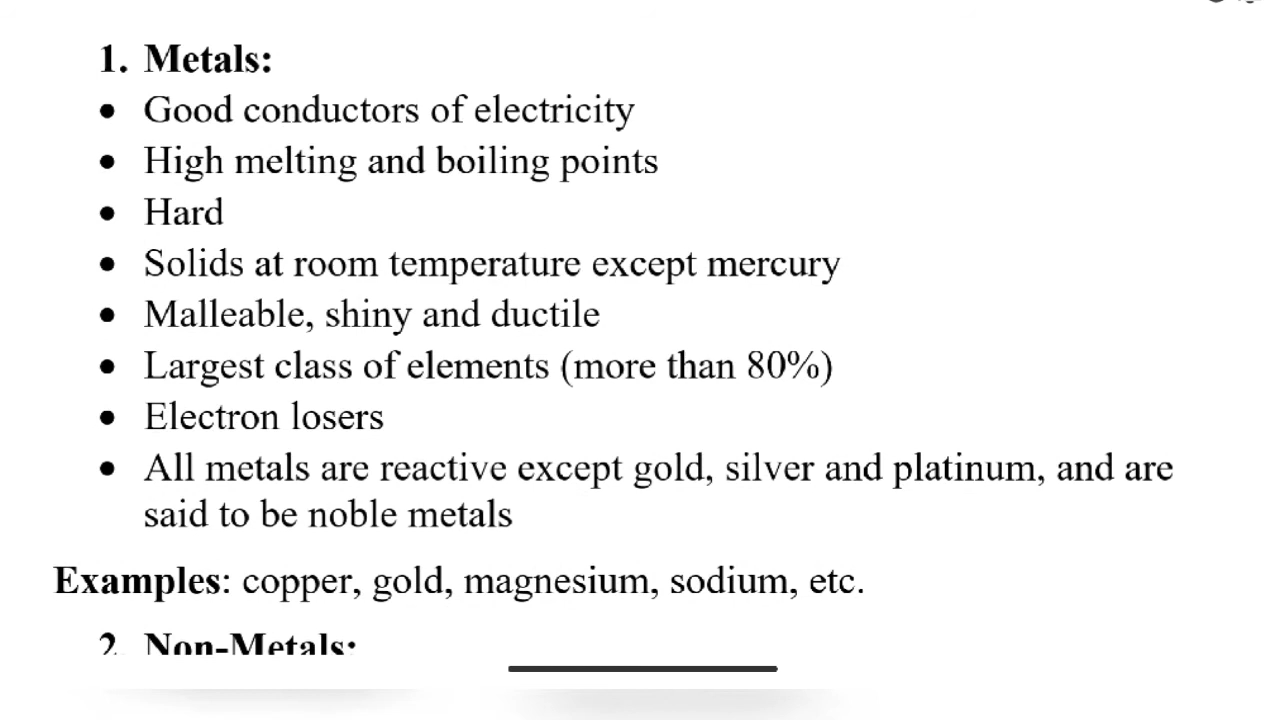 1. Metals:
• Good conductors of electricity
• High melting and boiling points
• Hard
• Solids at room temperature except mercury
• Malleable, shiny and ductile
• Largest class of elements (more than 80%)
• Electron losers
• All metals are reactive except gold, silver and platinum, and are
said to be noble metals
Examples: copper, gold, magnesium, sodium, etc.
2. Non-Metals: